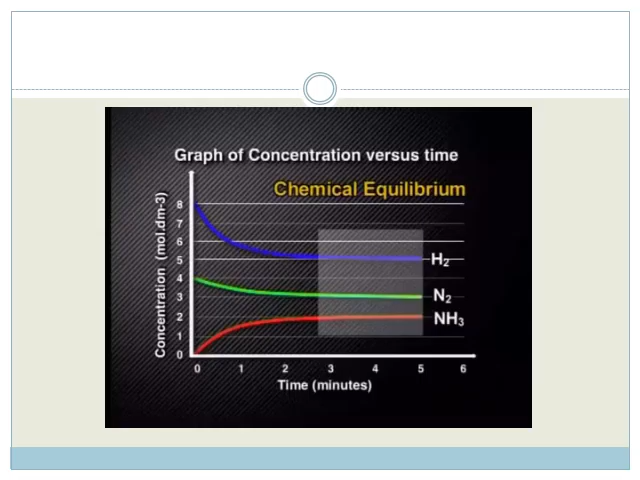 Graph of Concentration versus time
Chemical Equilibrium
Concentration (mol.dm-3)
8
7
6
5
4
3
2
1
0
H₂
N₂
NH₃
0 1 2 3 4 5 6
Time (minutes)